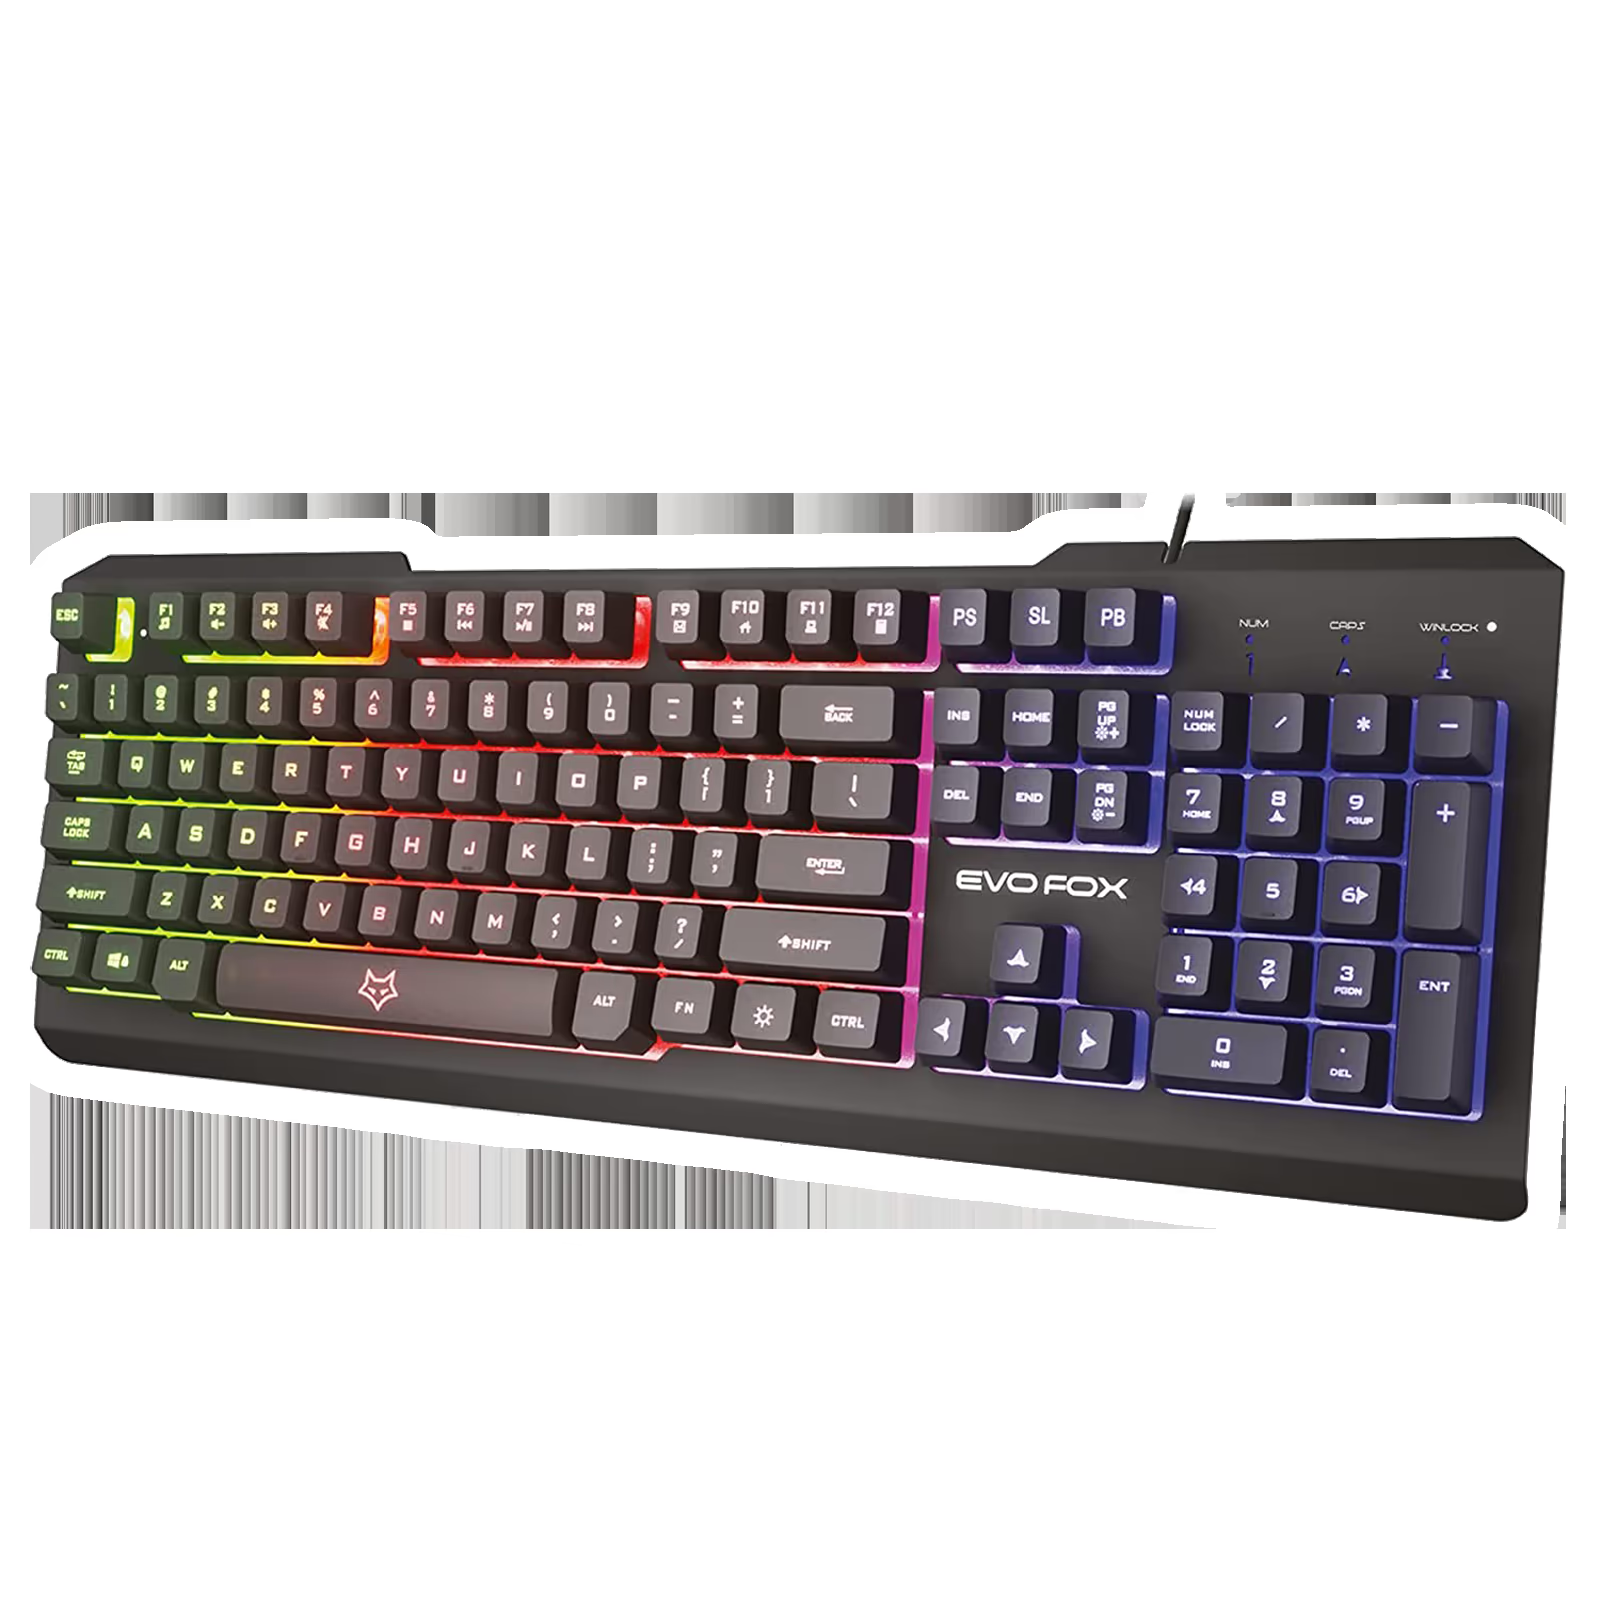 ESC F1 F2 F3 F4 F5 F6 F7 F8 F9 F10 F11 F12 PS SL PB
NUM CAPS WINLOCK
1 A
~ ` ! 1 @ 2 # 3 $ 4 % 5 ^ 6 & 7 * 8 ( 9 ) 0 _ - + = BACK INS HOME PG UP NUM LOCK / * -
TAB Q W E R T Y U I O P { [ } ] | \ DEL END PG DN 7 HOME 8 9 PGUP +
CAPS LOCK A S D F G H J K L : ; " ' ENTER
EVO FOX
4 5 6
SHIFT Z X C V B N M < , > . ? / SHIFT 1 END 2 3 PGDN ENT
CTRL ALT ALT FN CTRL 0 INS . DEL